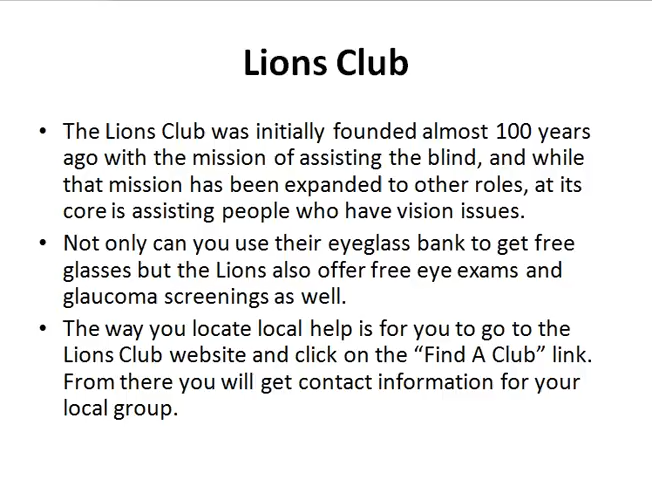 Lions Club
• The Lions Club was initially founded almost 100 years
ago with the mission of assisting the blind, and while
that mission has been expanded to other roles, at its
core is assisting people who have vision issues.
• Not only can you use their eyeglass bank to get free
glasses but the Lions also offer free eye exams and
glaucoma screenings as well.
• The way you locate local help is for you to go to the
Lions Club website and click on the “Find A Club” link.
From there you will get contact information for your
local group.